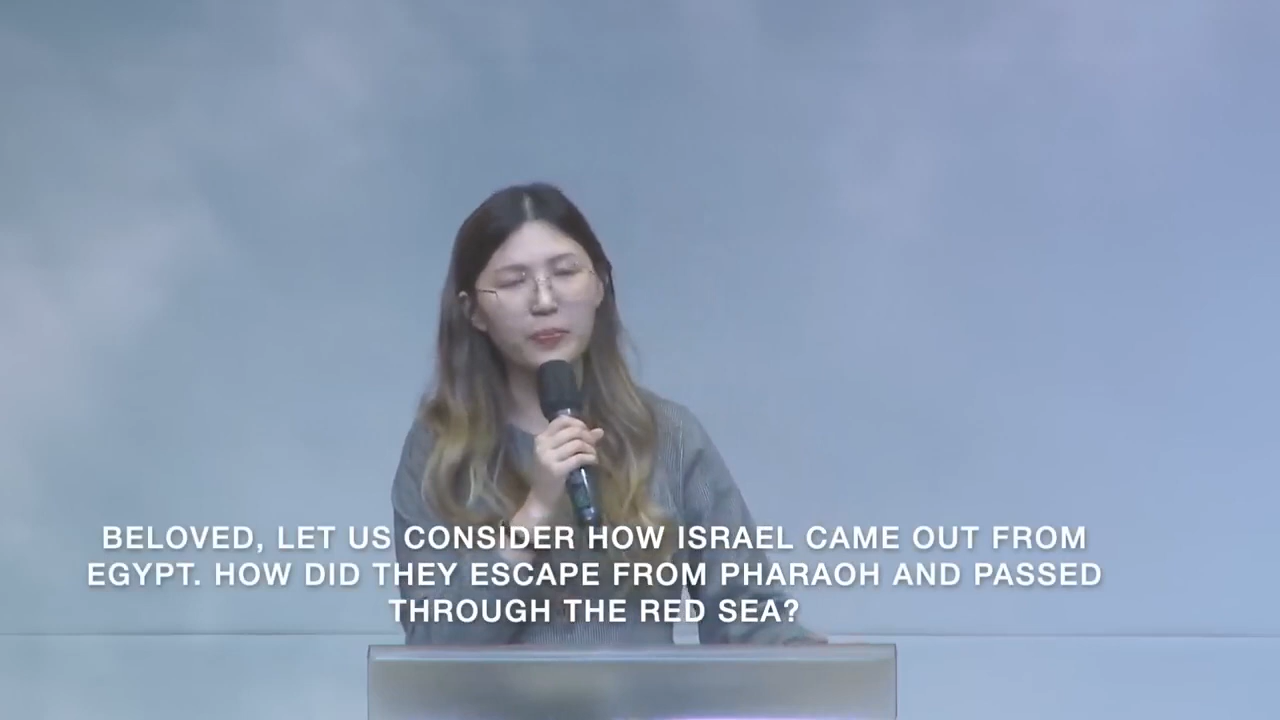 BELOVED, LET US CONSIDER HOW ISRAEL CAME OUT FROM
EGYPT. HOW DID THEY ESCAPE FROM PHARAOH AND PASSED
THROUGH THE RED SEA?